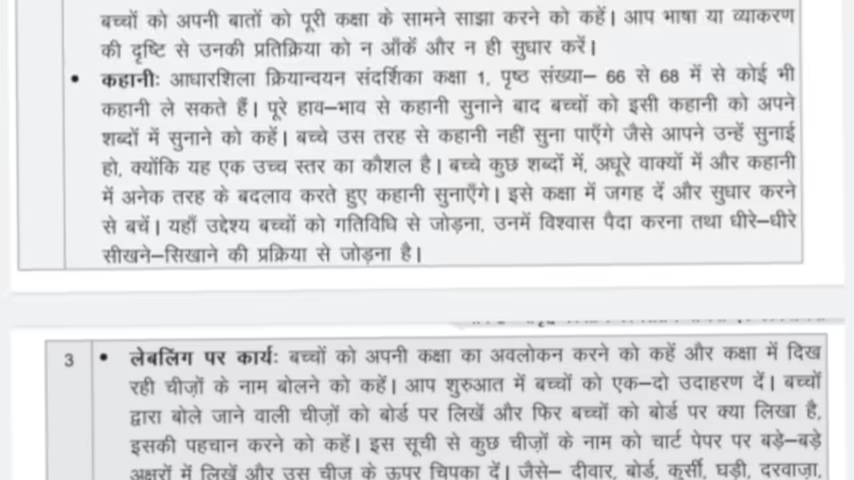 बच्चों को अपनी बातों को पूरी कक्षा के सामने साझा करने को कहें। आप भाषा या व्याकरण
की दृष्टि से उनकी प्रतिक्रिया को न आँकें और न ही सुधार करें।
• कहानीः आधारशिला क्रियान्वयन संदर्शिका कक्षा 1, पृष्ठ संख्या– 66 से 68 में से कोई भी
कहानी ले सकते हैं। पूरे हाव–भाव से कहानी सुनाने बाद बच्चों को इसी कहानी को अपने
शब्दों में सुनाने को कहें। बच्चे उस तरह से कहानी नहीं सुना पाएँगे जैसे आपने उन्हें सुनाई
हो, क्योंकि यह एक उच्च स्तर का कौशल है। बच्चे कुछ शब्दों में, अधूरे वाक्यों में और कहानी
में अनेक तरह के बदलाव करते हुए कहानी सुनाएँगे। इसे कक्षा में जगह दें और सुधार करने
से बचें। यहाँ उद्देश्य बच्चों को गतिविधि से जोड़ना, उनमें विश्वास पैदा करना तथा धीरे–धीरे
सीखने–सिखाने की प्रक्रिया से जोड़ना है।
3 • लेबलिंग पर कार्यः बच्चों को अपनी कक्षा का अवलोकन करने को कहें और कक्षा में दिख
रही चीज़ों के नाम बोलने को कहें। आप शुरुआत में बच्चों को एक–दो उदाहरण दें। बच्चों
द्वारा बोले जाने वाली चीज़ों को बोर्ड पर लिखें और फिर बच्चों को बोर्ड पर क्या लिखा है,
इसकी पहचान करने को कहें। इस सूची से कुछ चीज़ों के नाम को चार्ट पेपर पर बड़े–बड़े
अक्षरों में लिखें और उस चीज के ऊपर चिपका दें। जैसे– दीवार, बोर्ड, कुर्सी, घड़ी, दरवाज़ा,